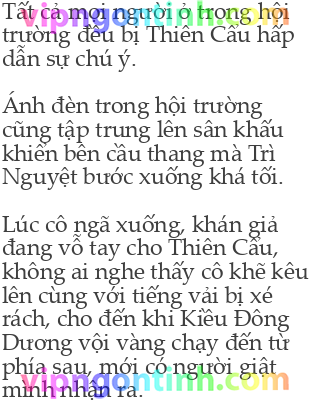 Tất cả mọi người ở trong hội
trường đều bị Thiên Cầu hấp
dẫn sự chú ý.
Ánh đèn trong hội trường
cũng tập trung lên sân khấu
khiến bên cầu thang mà Trì
Nguyệt bước xuống khá tối.
Lúc cô ngã xuống, khán giả
đang vỗ tay cho Thiên Cầu,
không ai nghe thấy cô khẽ kêu
lên cùng với tiếng vải bị xé
rách, cho đến khi Kiều Đông
Dương vội vàng chạy đến từ
phía sau, mới có người giật
mình nhận ra.
vipngontinh.com
vipngontinh.com